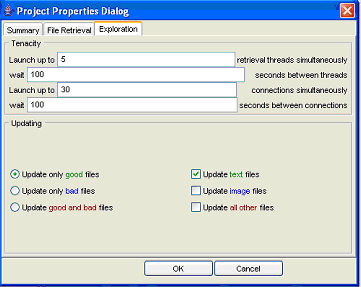 Project Properties Dialog
Summary File Retrieval Exploration
Tenacity
Launch up to 5 retrieval threads simultaneously
wait 100 seconds between threads
Launch up to 30 connections simultaneously
wait 100 seconds between connections
Updating
Update only good files Update text files
Update only bad files Update image files
Update good and bad files Update all other files
OK Cancel